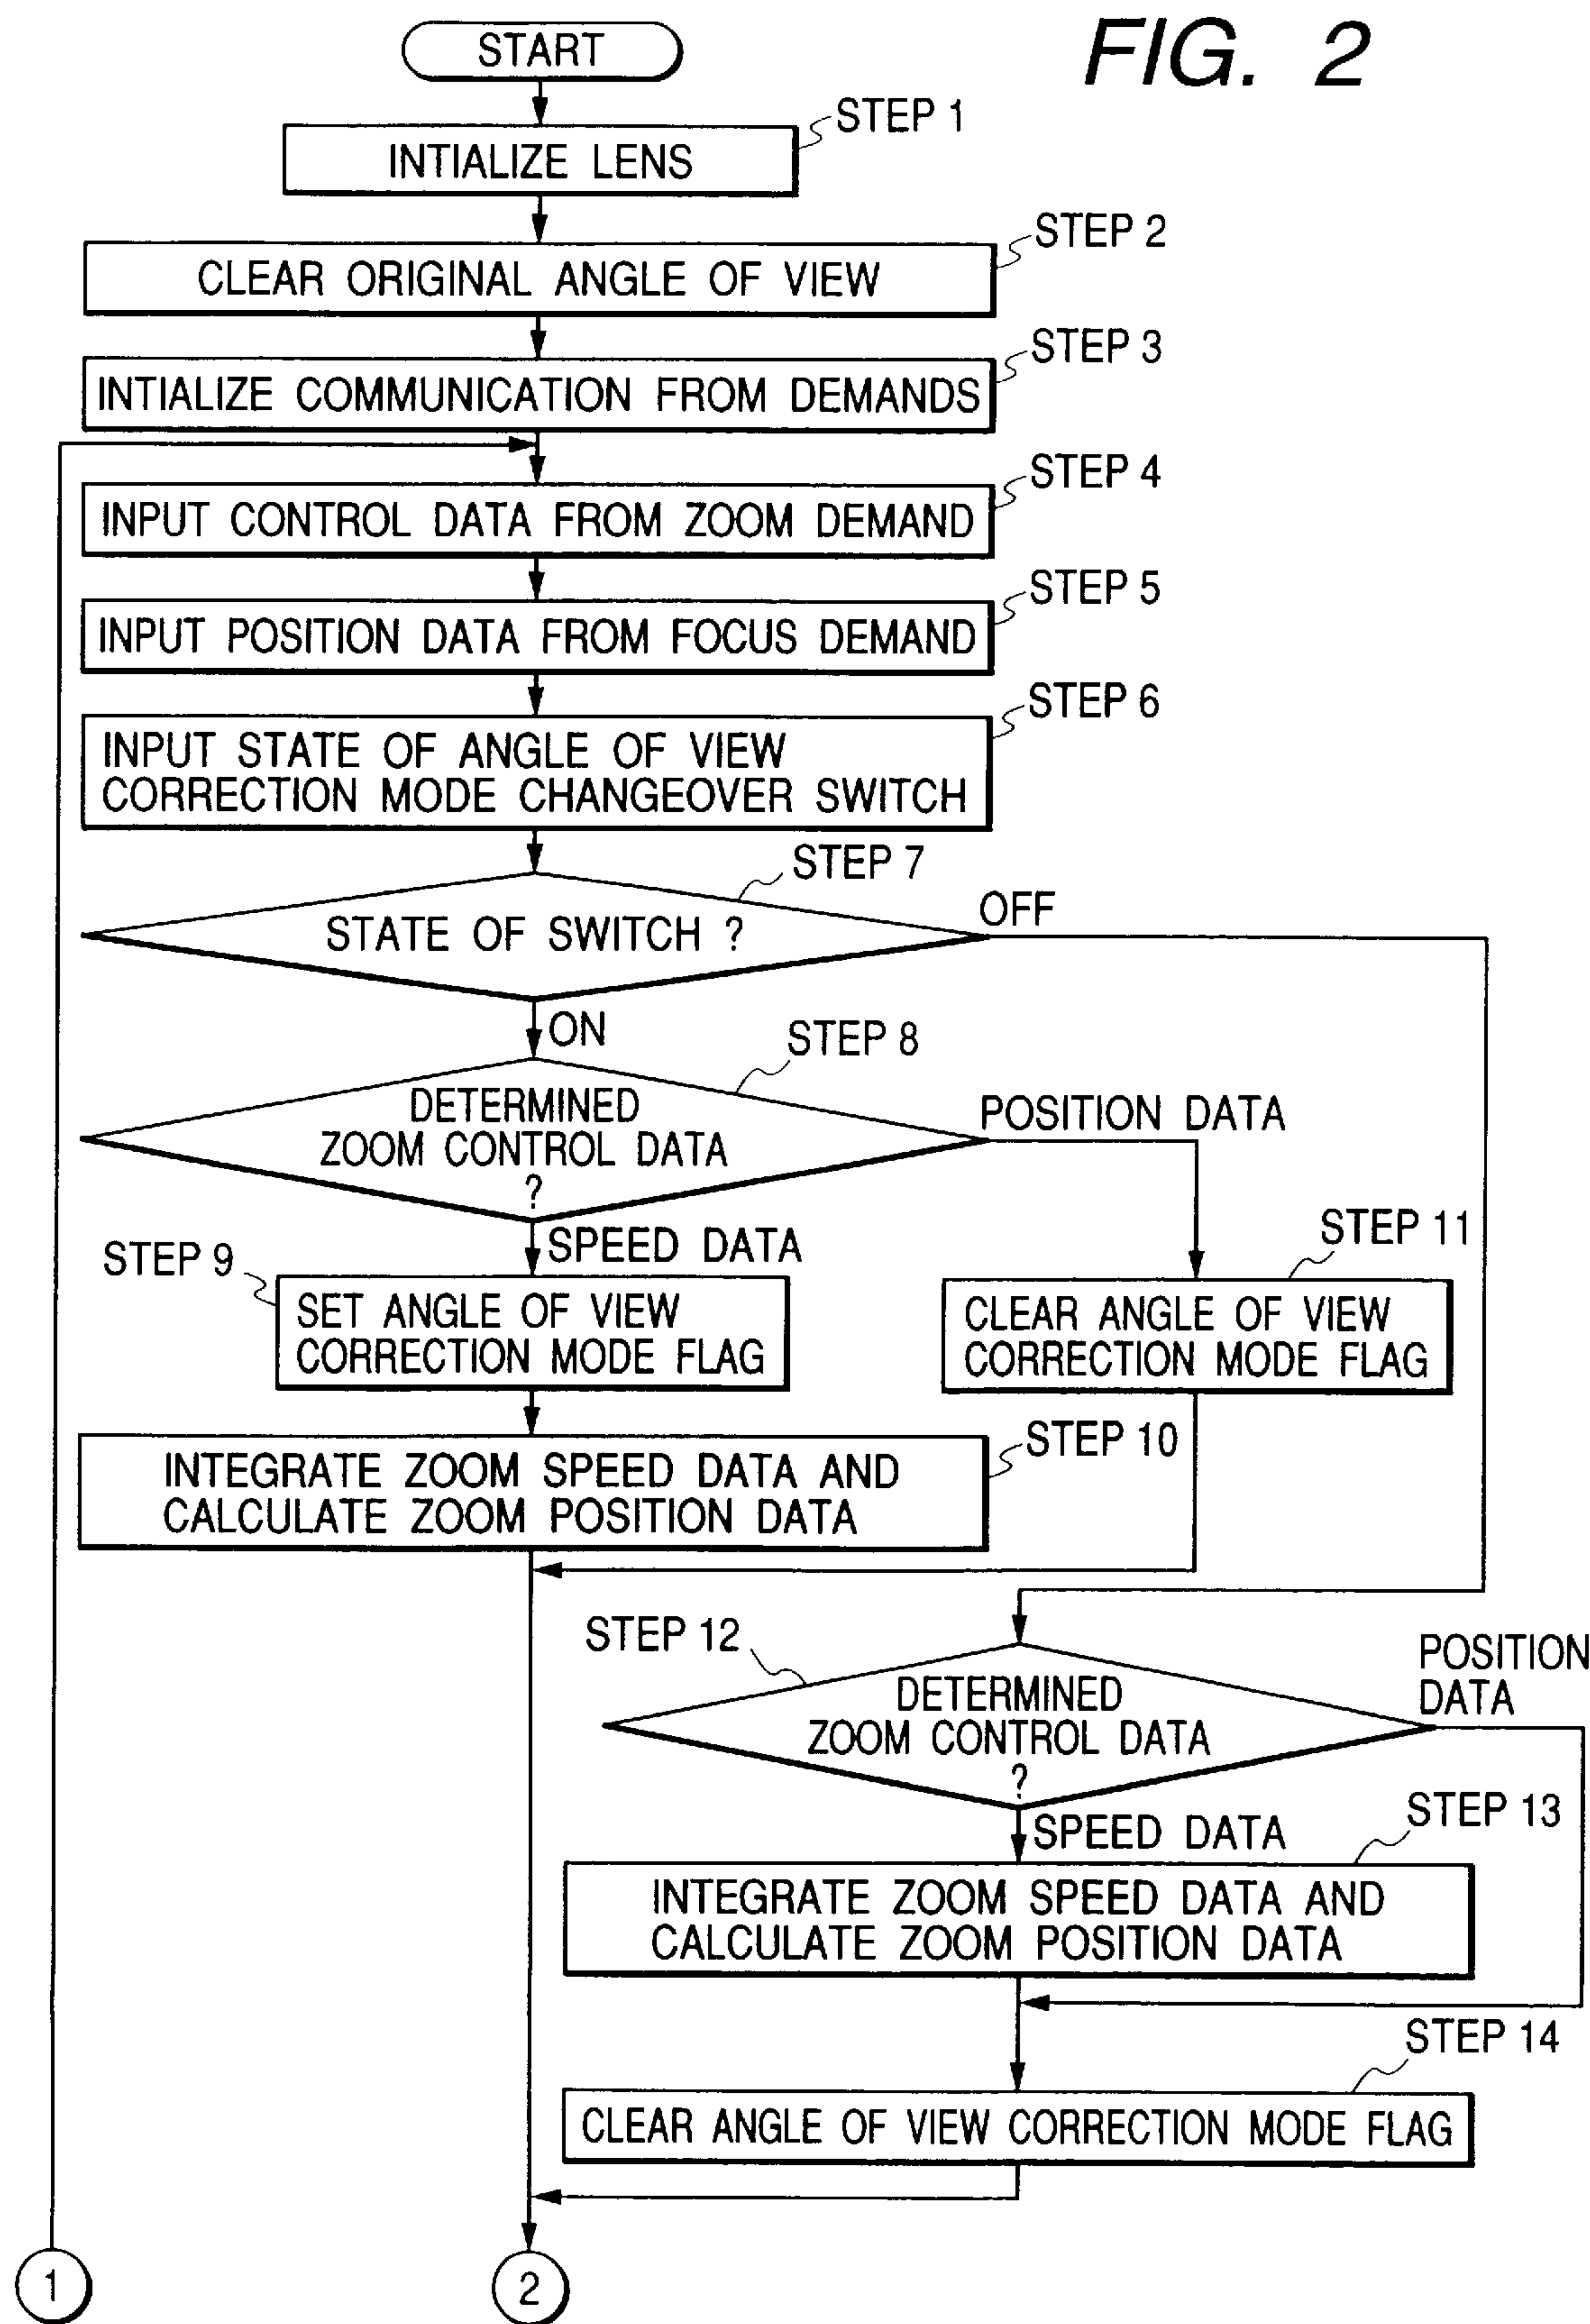 FIG. 2
START
STEP 1
INTIALIZE LENS
STEP 2
CLEAR ORIGINAL ANGLE OF VIEW
STEP 3
INTIALIZE COMMUNICATION FROM DEMANDS
STEP 4
INPUT CONTROL DATA FROM ZOOM DEMAND
STEP 5
INPUT POSITION DATA FROM FOCUS DEMAND
STEP 6
INPUT STATE OF ANGLE OF VIEW
CORRECTION MODE CHANGEOVER SWITCH
STEP 7
STATE OF SWITCH ?
OFF
ON
STEP 8
DETERMINED
ZOOM CONTROL DATA
?
POSITION DATA
SPEED DATA
STEP 9
SET ANGLE OF VIEW
CORRECTION MODE FLAG
STEP 11
CLEAR ANGLE OF VIEW
CORRECTION MODE FLAG
STEP 10
INTEGRATE ZOOM SPEED DATA AND
CALCULATE ZOOM POSITION DATA
STEP 12
DETERMINED
ZOOM CONTROL DATA
?
POSITION
DATA
SPEED DATA
STEP 13
INTEGRATE ZOOM SPEED DATA AND
CALCULATE ZOOM POSITION DATA
STEP 14
CLEAR ANGLE OF VIEW CORRECTION MODE FLAG
1
2